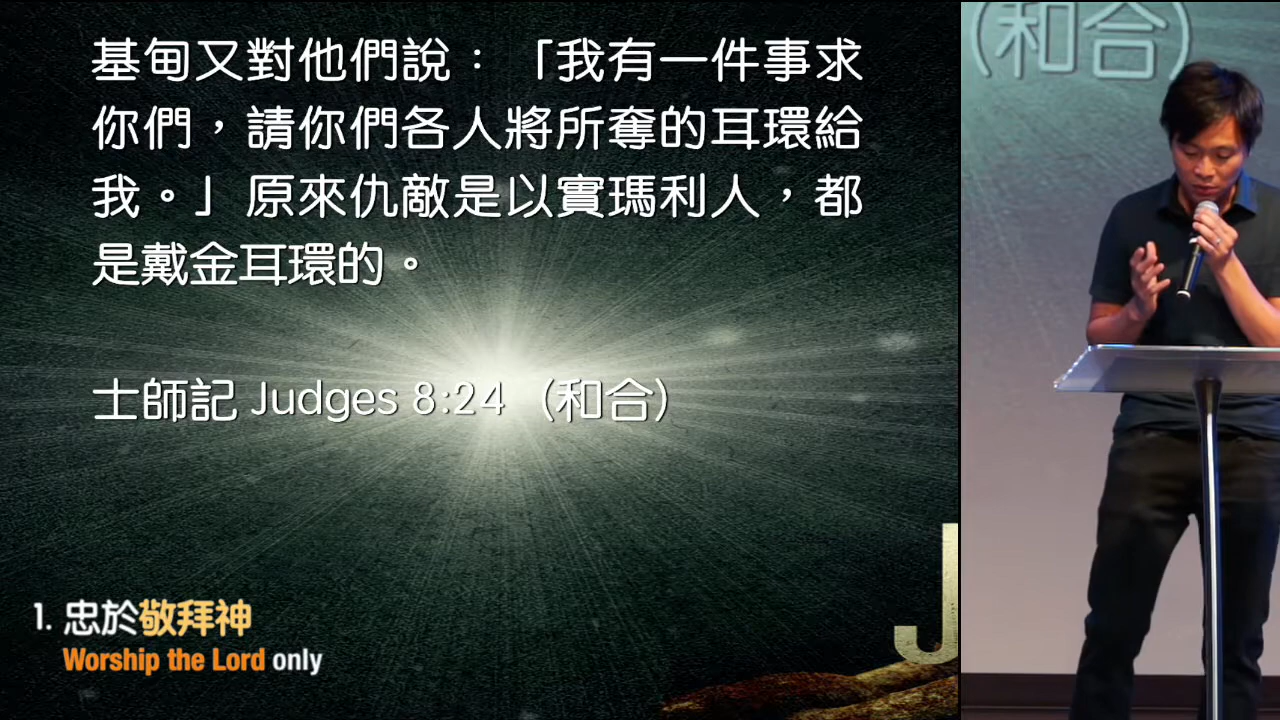 基甸又對他們說：「我有一件事求
你們，請你們各人將所奪的耳環給
我。」原來仇敵是以實瑪利人，都
是戴金耳環的。
士師記 Judges 8:24（和合）
1. 忠於敬拜神
Worship the Lord only
J
（和合）